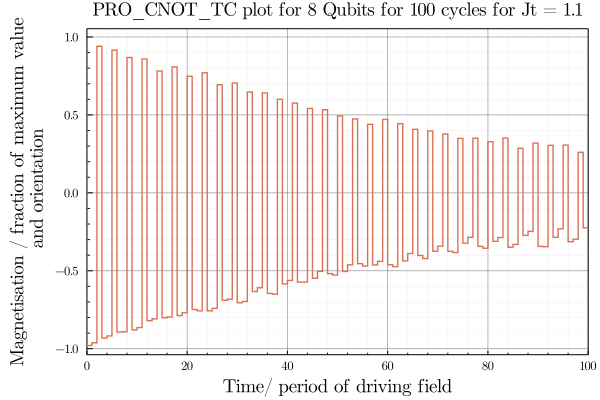 PRO_CNOT_TC plot for 8 Qubits for 100 cycles for Jt = 1.1
Magnetisation / fraction of maximum value
and orientation
1.0
0.5
0.0
−0.5
−1.0
0 20 40 60 80 100
Time/ period of driving field